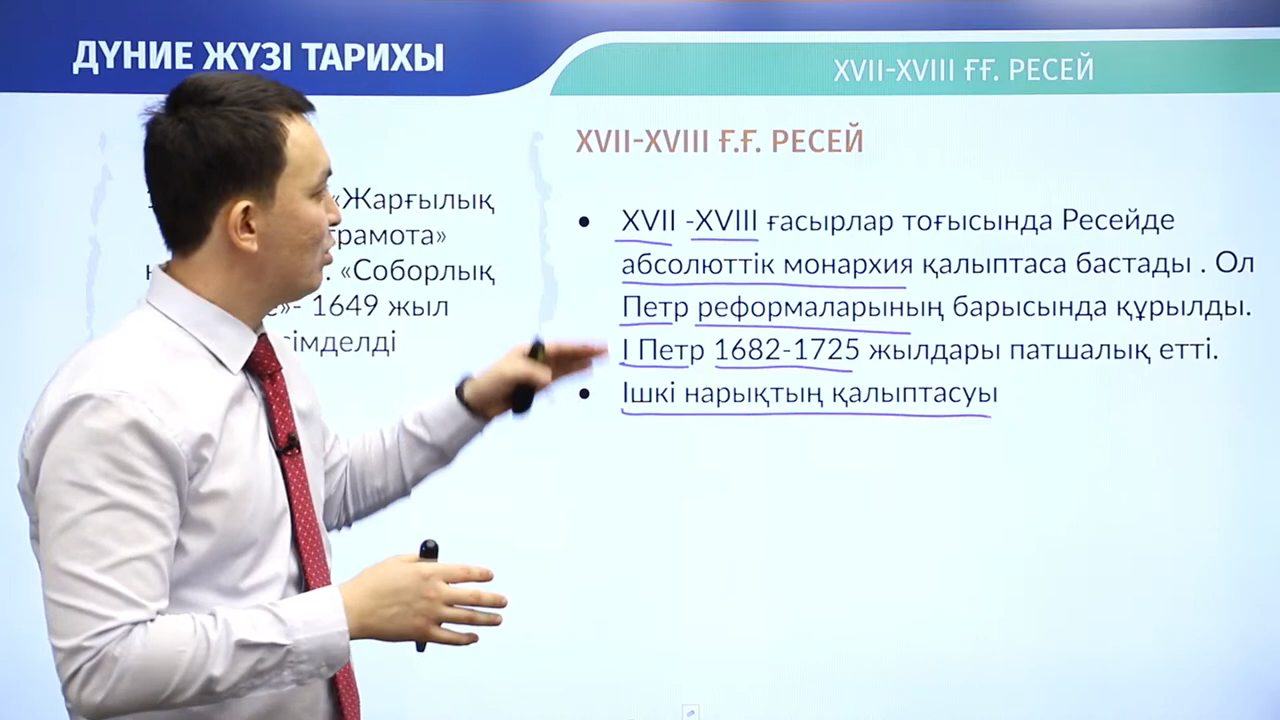 ДҮНИЕ ЖҮЗІ ТАРИХЫ
XVII-XVIII ҒҒ. РЕСЕЙ
«Жарғылық
грамота»
«Соборлық
- 1649 жыл
XVII-XVIII Ғ.Ғ. РЕСЕЙ
• XVII -XVIII ғасырлар тоғысында Ресейде
абсолюттік монархия қалыптаса бастады . Ол
Петр реформаларының барысында құрылды.
І Петр 1682-1725 жылдары патшалық етті.
• Ішкі нарықтың қалыптасуы